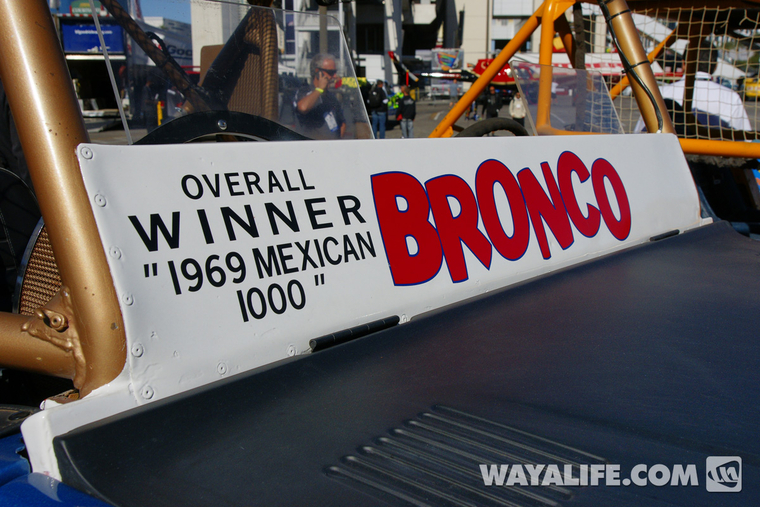 OVERALL
WINNER
"1969 MEXICAN
1000"
BRONCO
WAYALIFE.COM